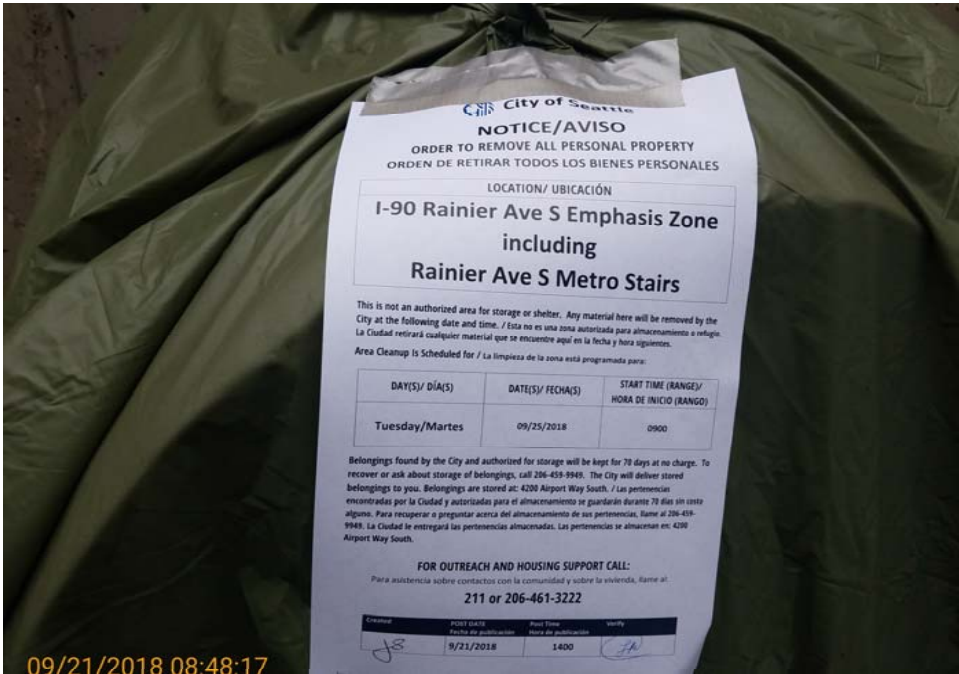 City of Seattle
NOTICE/AVISO
ORDER TO REMOVE ALL PERSONAL PROPERTY
ORDEN DE RETIRAR TODOS LOS BIENES PERSONALES
LOCATION/ UBICACIÓN
I-90 Rainier Ave S Emphasis Zone
including
Rainier Ave S Metro Stairs
This is not an authorized area for storage or shelter. Any material here will be removed by the
City at the following date and time. / Esta no es una zona autorizada para almacenamiento o refugio.
La Ciudad retirará cualquier material que se encuentre aquí en la fecha y hora siguientes.
Area Cleanup Is Scheduled for / La limpieza de la zona está programada para:
DAY(S)/ DÍA(S) DATE(S)/ FECHA(S) START TIME (RANGE)/
HORA DE INICIO (RANGO)
Tuesday/Martes 09/25/2018 0900
Belongings found by the City and authorized for storage will be kept for 70 days at no charge. To
recover or ask about storage of belongings, call 206-459-9949. The City will deliver stored
belongings to you. Belongings are stored at: 4200 Airport Way South. / Las pertenencias
encontradas por la Ciudad y autorizadas para el almacenamiento se guardarán durante 70 días sin costo
alguno. Para recuperar o preguntar acerca del almacenamiento de sus pertenencias, llame al 206-459-
9949. La Ciudad le entregará las pertenencias almacenadas. Las pertenencias se almacenan en: 4200
Airport Way South.
FOR OUTREACH AND HOUSING SUPPORT CALL:
Para asistencia sobre contactos con la comunidad y sobre la vivienda, llame al:
211 or 206-461-3222
Created POST DATE Post Time Verify
Fecha de publicación Hora de publicación
JS 9/21/2018 1400
09/21/2018 08:48:17